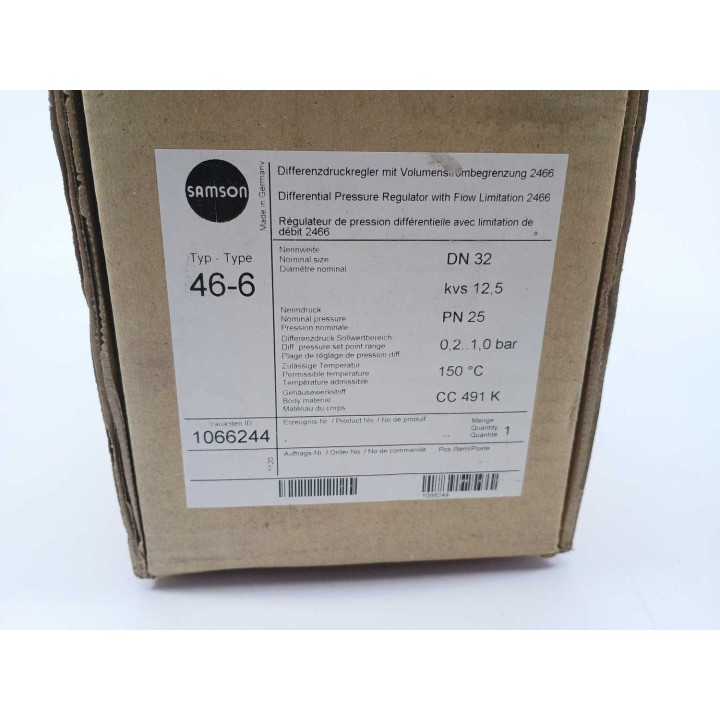 SAMSON
Made in Germany
Typ - Type
46-6
Differenzdruckregler mit Volumenstrombegrenzung 2466
Differential Pressure Regulator with Flow Limitation 2466
Régulateur de pression différentielle avec limitation de
débit 2466
Nennweite
Nominal size
Diamètre nominal
DN 32
kvs 12,5
Nenndruck
Nominal pressure
Pression nominale
PN 25
Differenzdruck Sollwertbereich
Diff. pressure set point range
Plage de réglage de pression diff.
0,2..1,0 bar
Zulässige Temperatur
Permissible temperature
Température admissible
150 °C
Gehäusewerkstoff
Body material
Matériau du corps
CC 491 K
Varianten ID
1066244
Erzeugnis-Nr. / Product No. / No de produit
Menge
Quantity
Quantité
1
1120
Auftrags-Nr. / Order No. / No de commande
Pos./Item/Poste
1066244